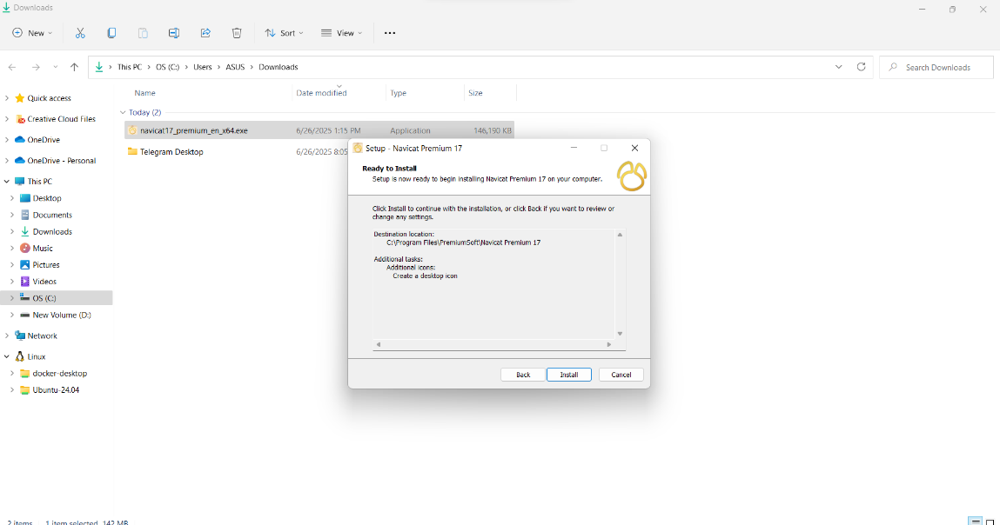 Downloads
New
Sort
View
This PC
OS (C:)
Users
ASUS
Downloads
Search Downloads
Name
Date modified
Type
Size
Today (2)
navicat17_premium_en_x64.exe
6/26/2025 1:15 PM
Application
146,190 KB
Telegram Desktop
6/26/2025 8:05
Quick access
Creative Cloud Files
OneDrive
OneDrive - Personal
This PC
Desktop
Documents
Downloads
Music
Pictures
Videos
OS (C:)
New Volume (D:)
Network
Linux
docker-desktop
Ubuntu-24.04
Setup - Navicat Premium 17
Ready to Install
Setup is now ready to begin installing Navicat Premium 17 on your computer.
Click Install to continue with the installation, or click Back if you want to review or
change any settings.
Destination location:
C:\Program Files\PremiumSoft\Navicat Premium 17
Additional tasks:
Additional icons:
Create a desktop icon
Back
Install
Cancel
2 items
1 item selected
142 MB